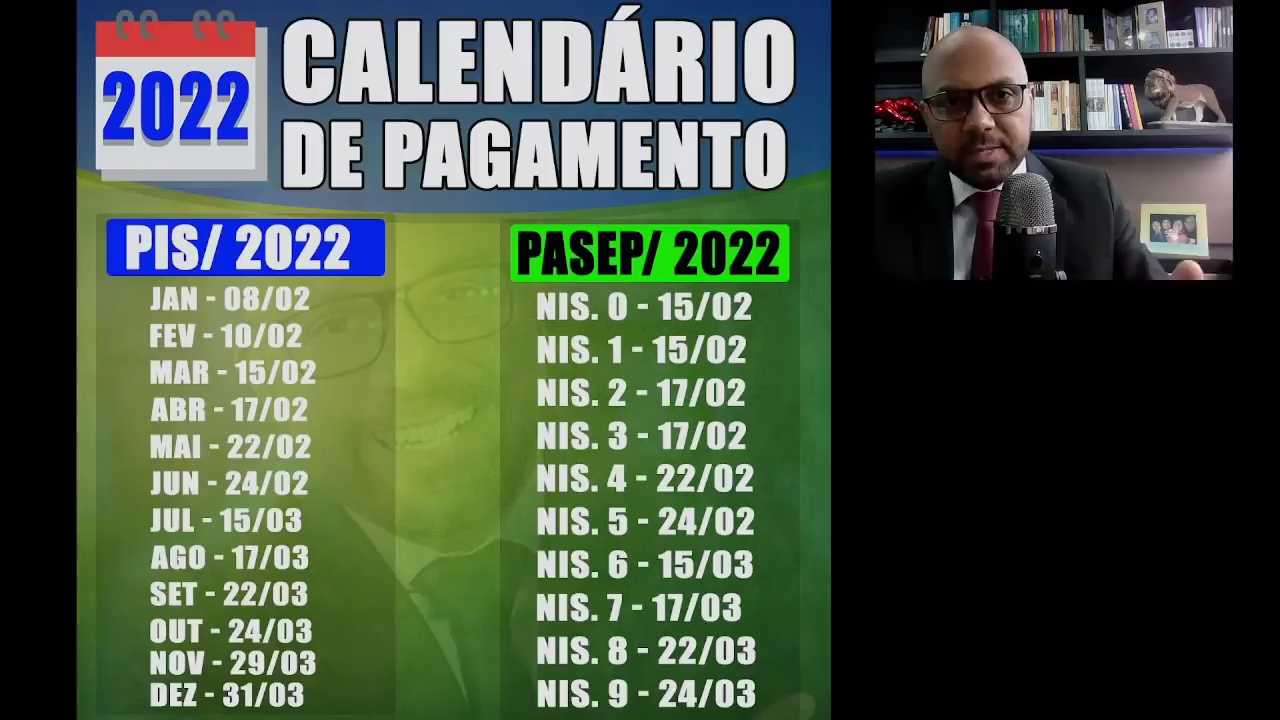 2022
CALENDÁRIO
DE PAGAMENTO
PIS/ 2022
JAN - 08/02
FEV - 10/02
MAR - 15/02
ABR - 17/02
MAI - 22/02
JUN - 24/02
JUL - 15/03
AGO - 17/03
SET - 22/03
OUT - 24/03
NOV - 29/03
DEZ - 31/03
PASEP/ 2022
NIS. 0 - 15/02
NIS. 1 - 15/02
NIS. 2 - 17/02
NIS. 3 - 17/02
NIS. 4 - 22/02
NIS. 5 - 24/02
NIS. 6 - 15/03
NIS. 7 - 17/03
NIS. 8 - 22/03
NIS. 9 - 24/03